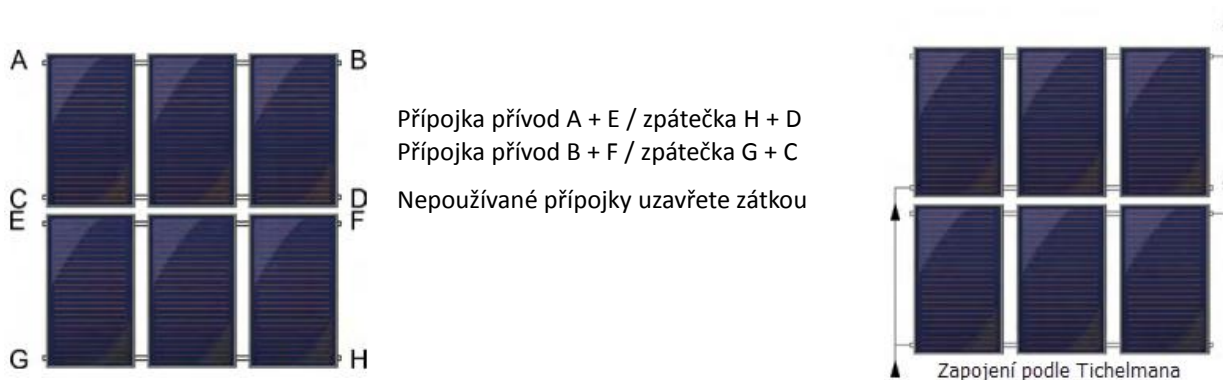 A
B
Přípojka přívod A + E / zpátečka H + D
Přípojka přívod B + F / zpátečka G + C
C
D
Nepoužívané přípojky uzavřete zátkou
E
F
G
H
Zapojení podle Tichelmana